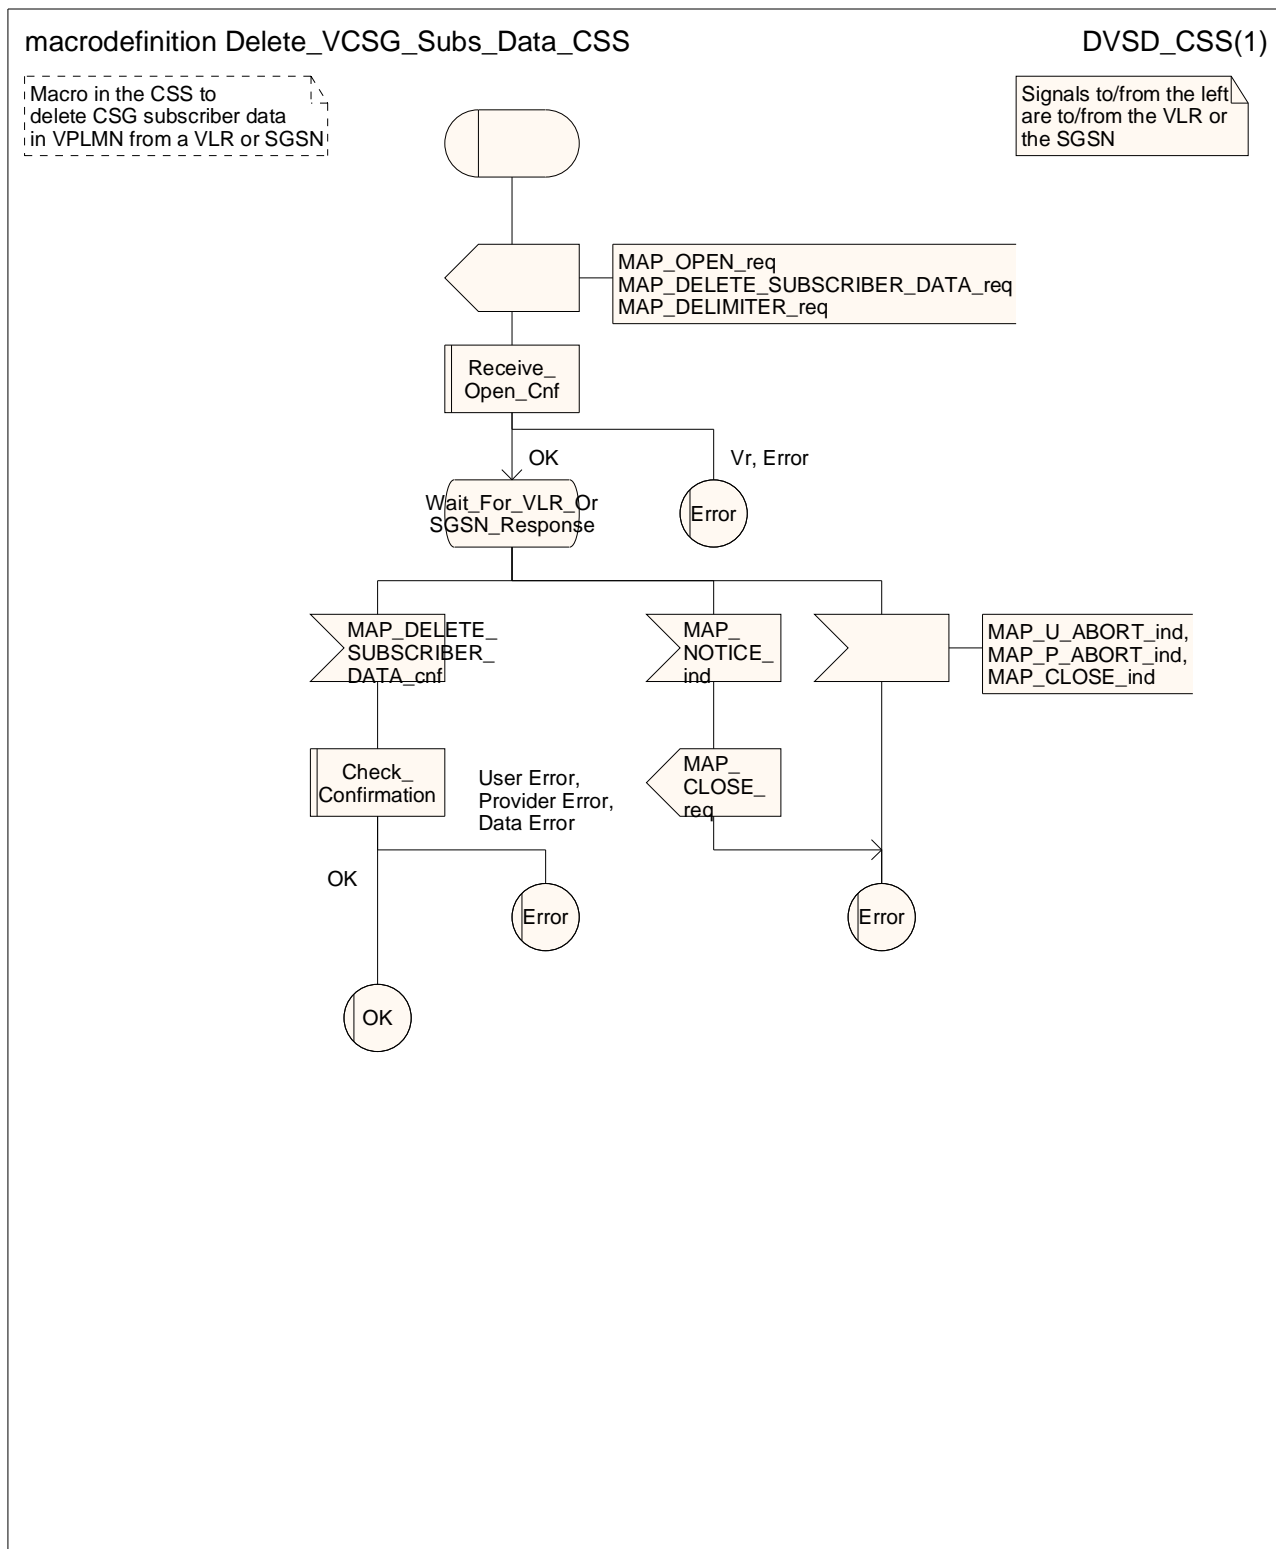 macrodefinition Delete_VCSG_Subs_Data_CSS
DVSD_CSS(1)
Macro in the CSS to
delete CSG subscriber data
in VPLMN from a VLR or SGSN
Signals to/from the left
are to/from the VLR or
the SGSN
MAP_OPEN_req
MAP_DELETE_SUBSCRIBER_DATA_req
MAP_DELIMITER_req
Receive_
Open_Cnf
OK
Vr, Error
Wait_For_VLR_Or
SGSN_Response
Error
MAP_DELETE_
SUBSCRIBER_
DATA_cnf
MAP_
NOTICE_
ind
MAP_U_ABORT_ind,
MAP_P_ABORT_ind,
MAP_CLOSE_ind
Check_
Confirmation
User Error,
Provider Error,
Data Error
MAP_
CLOSE_
req
OK
Error
Error
OK